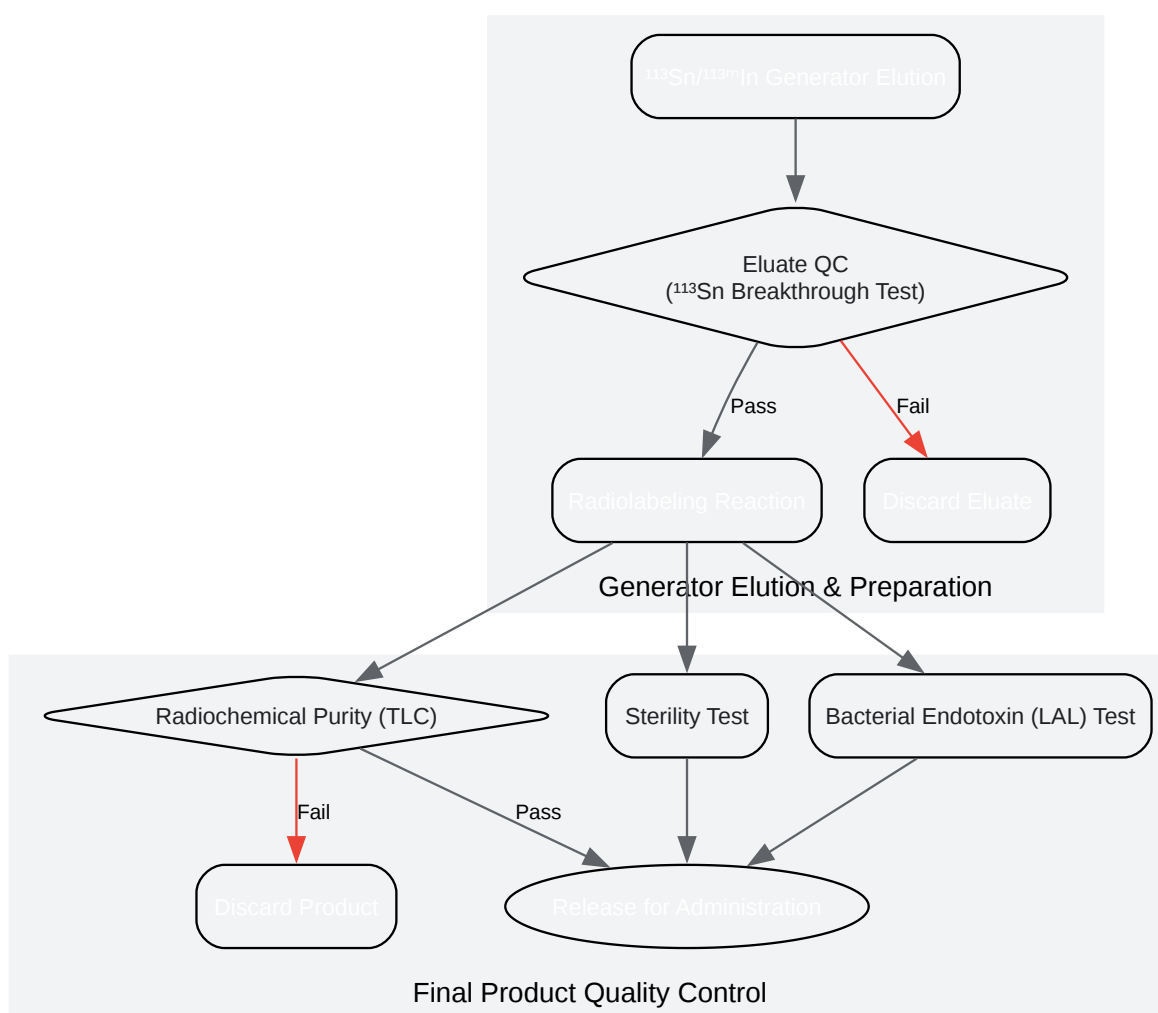 ¹¹³Sn/¹¹³ᵐIn Generator Elution
Eluate QC
(¹¹³Sn Breakthrough Test)
Pass
Fail
Radiolabeling Reaction
Discard Eluate
Generator Elution & Preparation
Radiochemical Purity (TLC)
Sterility Test
Bacterial Endotoxin (LAL) Test
Fail
Pass
Discard Product
Release for Administration
Final Product Quality Control